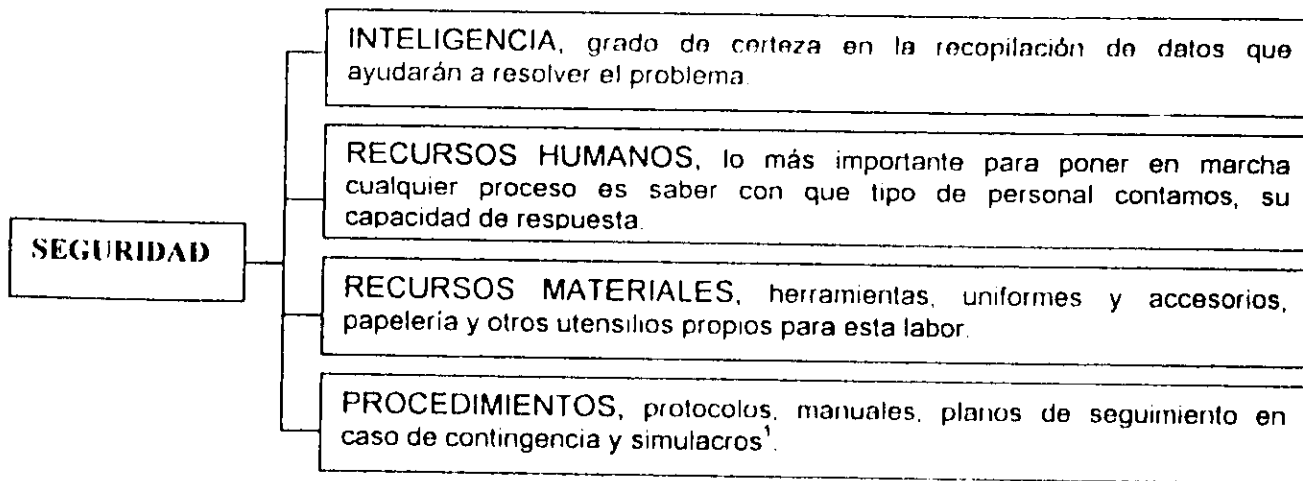 INTELIGENCIA, grado de certeza en la recopilación de datos que
ayudarán a resolver el problema.
RECURSOS HUMANOS, lo más importante para poner en marcha
cualquier proceso es saber con que tipo de personal contamos, su
capacidad de respuesta.
SEGURIDAD
RECURSOS MATERIALES, herramientas, uniformes y accesorios,
papelería y otros utensilios propios para esta labor.
PROCEDIMIENTOS, protocolos, manuales, planos de seguimiento en
caso de contingencia y simulacros¹.